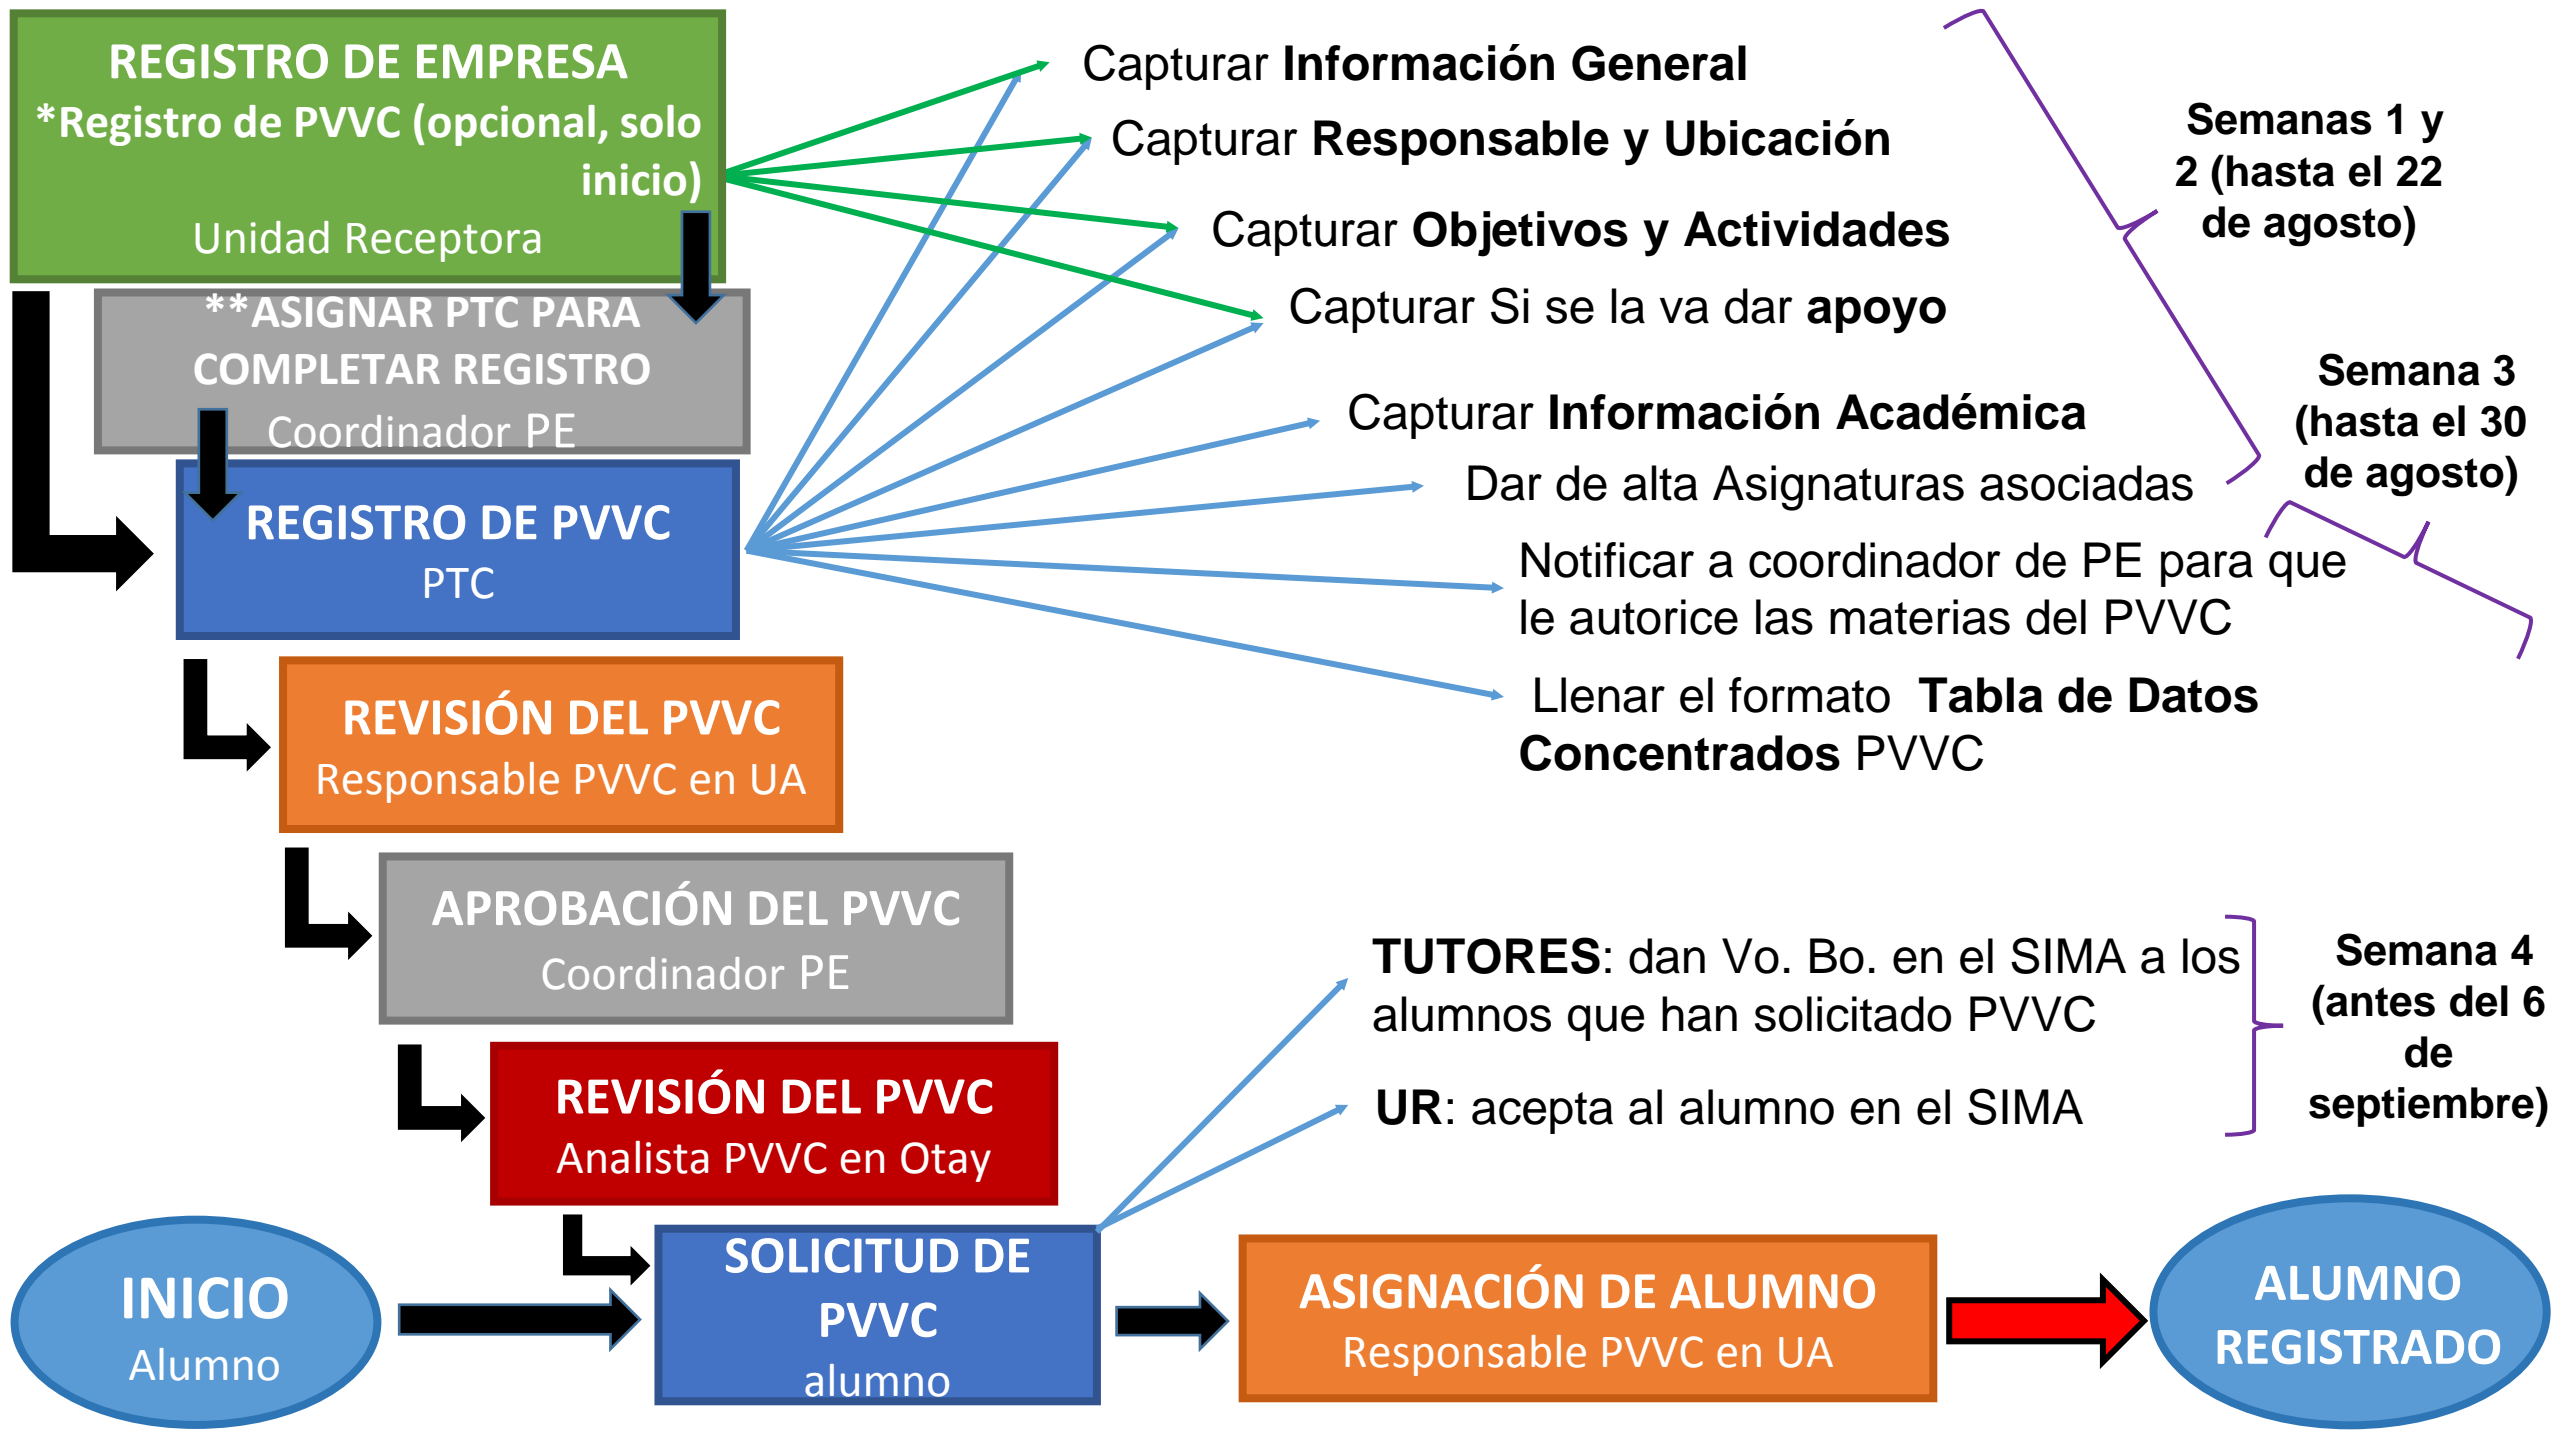 REGISTRO DE EMPRESA
*Registro de PVVC (opcional, solo
inicio)
Unidad Receptora
**ASIGNAR PTC PARA
COMPLETAR REGISTRO
Coordinador PE
REGISTRO DE PVVC
PTC
REVISIÓN DEL PVVC
Responsable PVVC en UA
APROBACIÓN DEL PVVC
Coordinador PE
REVISIÓN DEL PVVC
Analista PVVC en Otay
Capturar Información General
Capturar Responsable y Ubicación
Capturar Objetivos y Actividades
Capturar Si se la va dar apoyo
Capturar Información Académica
Dar de alta Asignaturas asociadas
Notificar a coordinador de PE para que
le autorice las materias del PVVC
Llenar el formato  Tabla de Datos
Concentrados PVVC
Semanas 1 y
2 (hasta el 22
de agosto)
Semana 3
(hasta el 30
de agosto)
TUTORES: dan Vo. Bo. en el SIMA a los
alumnos que han solicitado PVVC
UR: acepta al alumno en el SIMA
Semana 4
(antes del 6
de
septiembre)
INICIO
Alumno
SOLICITUD DE
PVVC
alumno
ASIGNACIÓN DE ALUMNO
Responsable PVVC en UA
ALUMNO
REGISTRADO